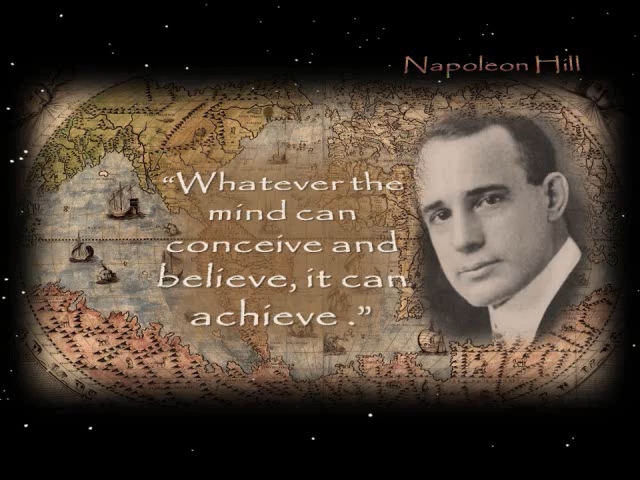 Napoleon Hill
“Whatever the
mind can
conceive and
believe, it can
achieve .”